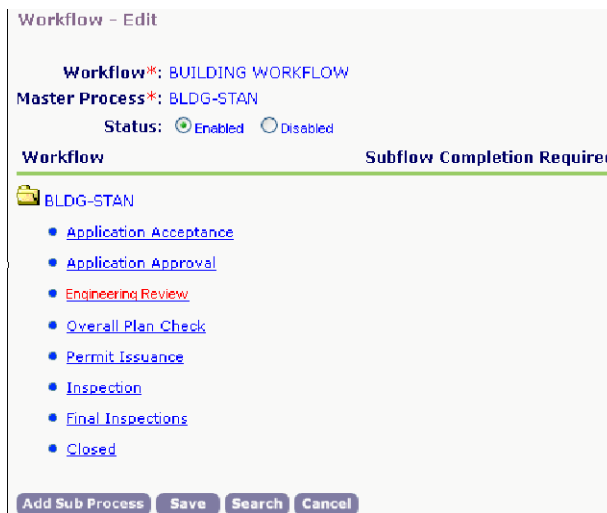 Workflow - Edit
Workflow*: BUILDING WORKFLOW
Master Process*: BLDG-STAN
Status: Enabled Disabled
Workflow Subflow Completion Require
BLDG-STAN
Application Acceptance
Application Approval
Engineering Review
Overall Plan Check
Permit Issuance
Inspection
Final Inspections
Closed
Add Sub Process Save Search Cancel